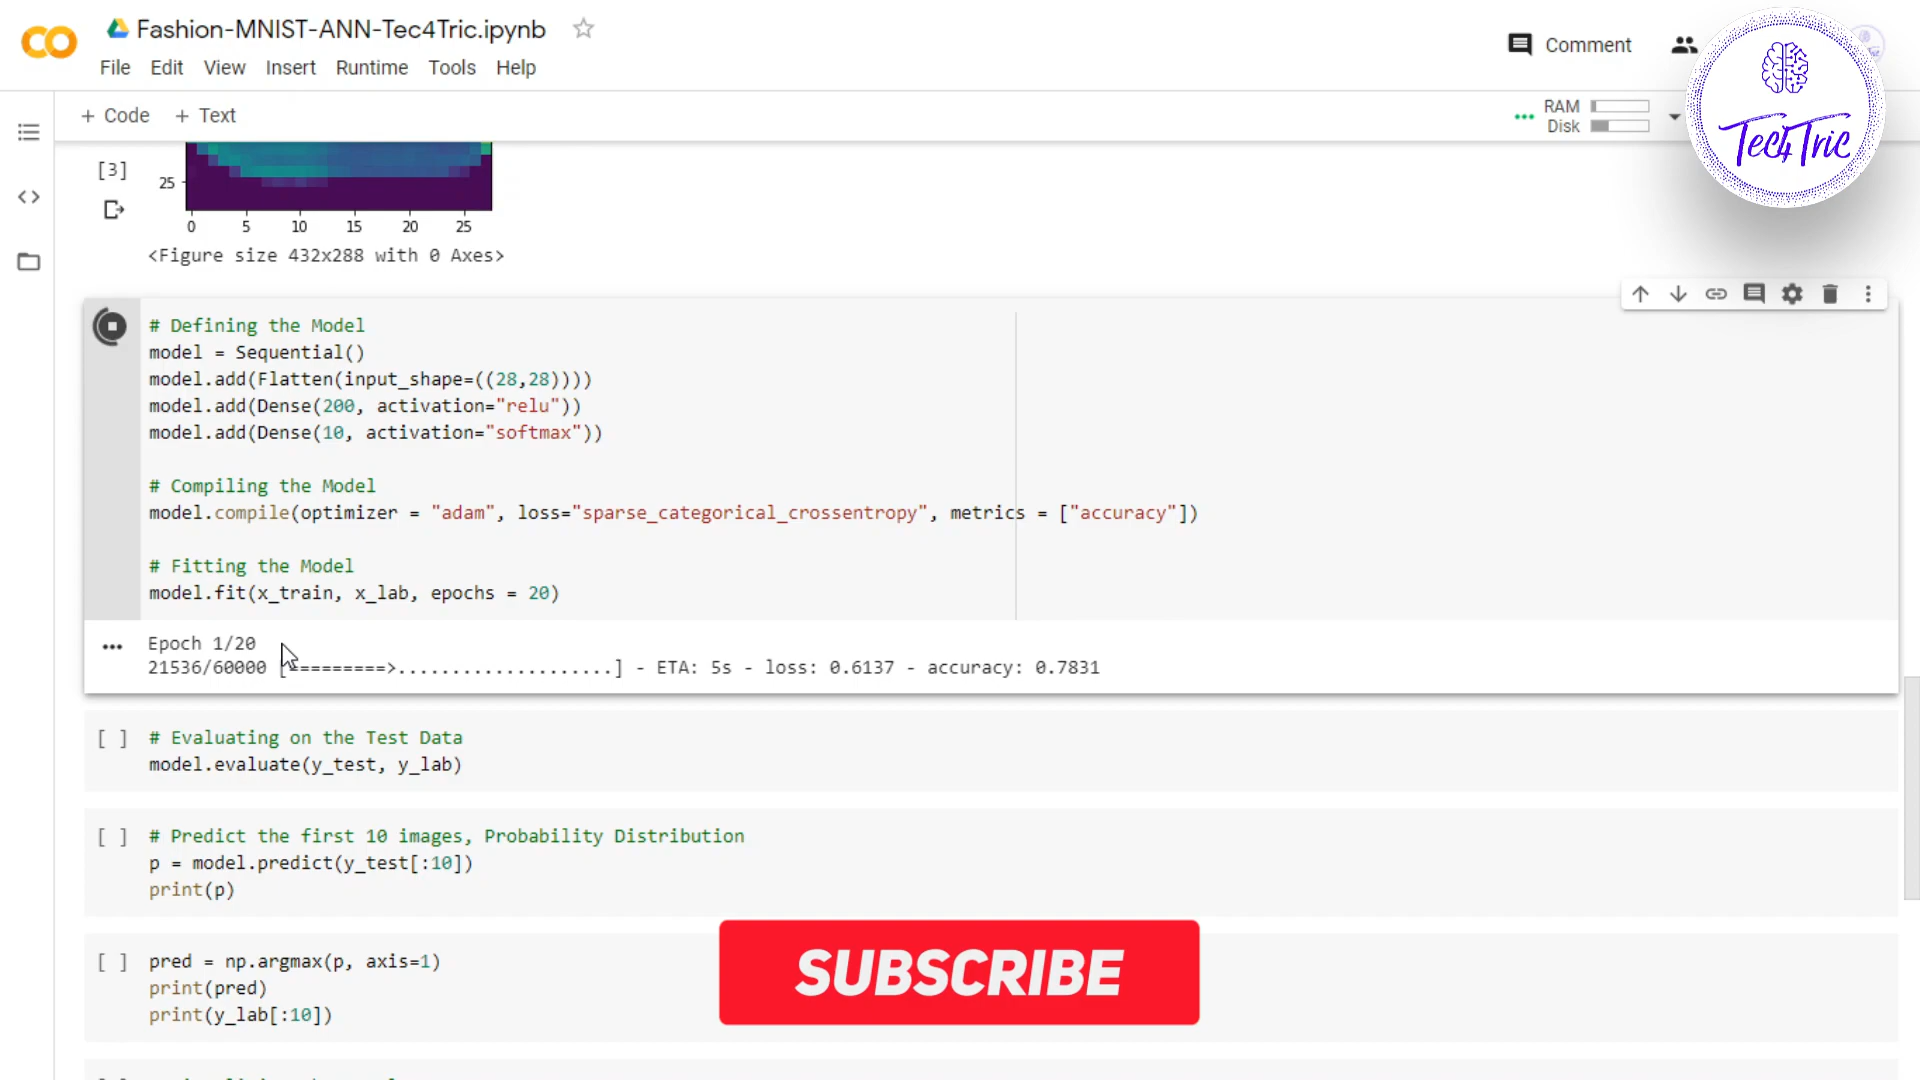 Fashion-MNIST-ANN-Tec4Tric.ipynb
Comment
File Edit View Insert Runtime Tools Help
+ Code + Text
RAM
Disk
Tec4Tric
[3]
25
0 5 10 15 20 25
<Figure size 432x288 with 0 Axes>
# Defining the Model
model = Sequential()
model.add(Flatten(input_shape=((28,28))))
model.add(Dense(200, activation="relu"))
model.add(Dense(10, activation="softmax"))
# Compiling the Model
model.compile(optimizer = "adam", loss="sparse_categorical_crossentropy", metrics = ["accuracy"])
# Fitting the Model
model.fit(x_train, x_lab, epochs = 20)
Epoch 1/20
21536/60000 [=========>....................] - ETA: 5s - loss: 0.6137 - accuracy: 0.7831
[ ] # Evaluating on the Test Data
model.evaluate(y_test, y_lab)
[ ] # Predict the first 10 images, Probability Distribution
p = model.predict(y_test[:10])
print(p)
[ ] pred = np.argmax(p, axis=1)
print(pred)
print(y_lab[:10])
SUBSCRIBE